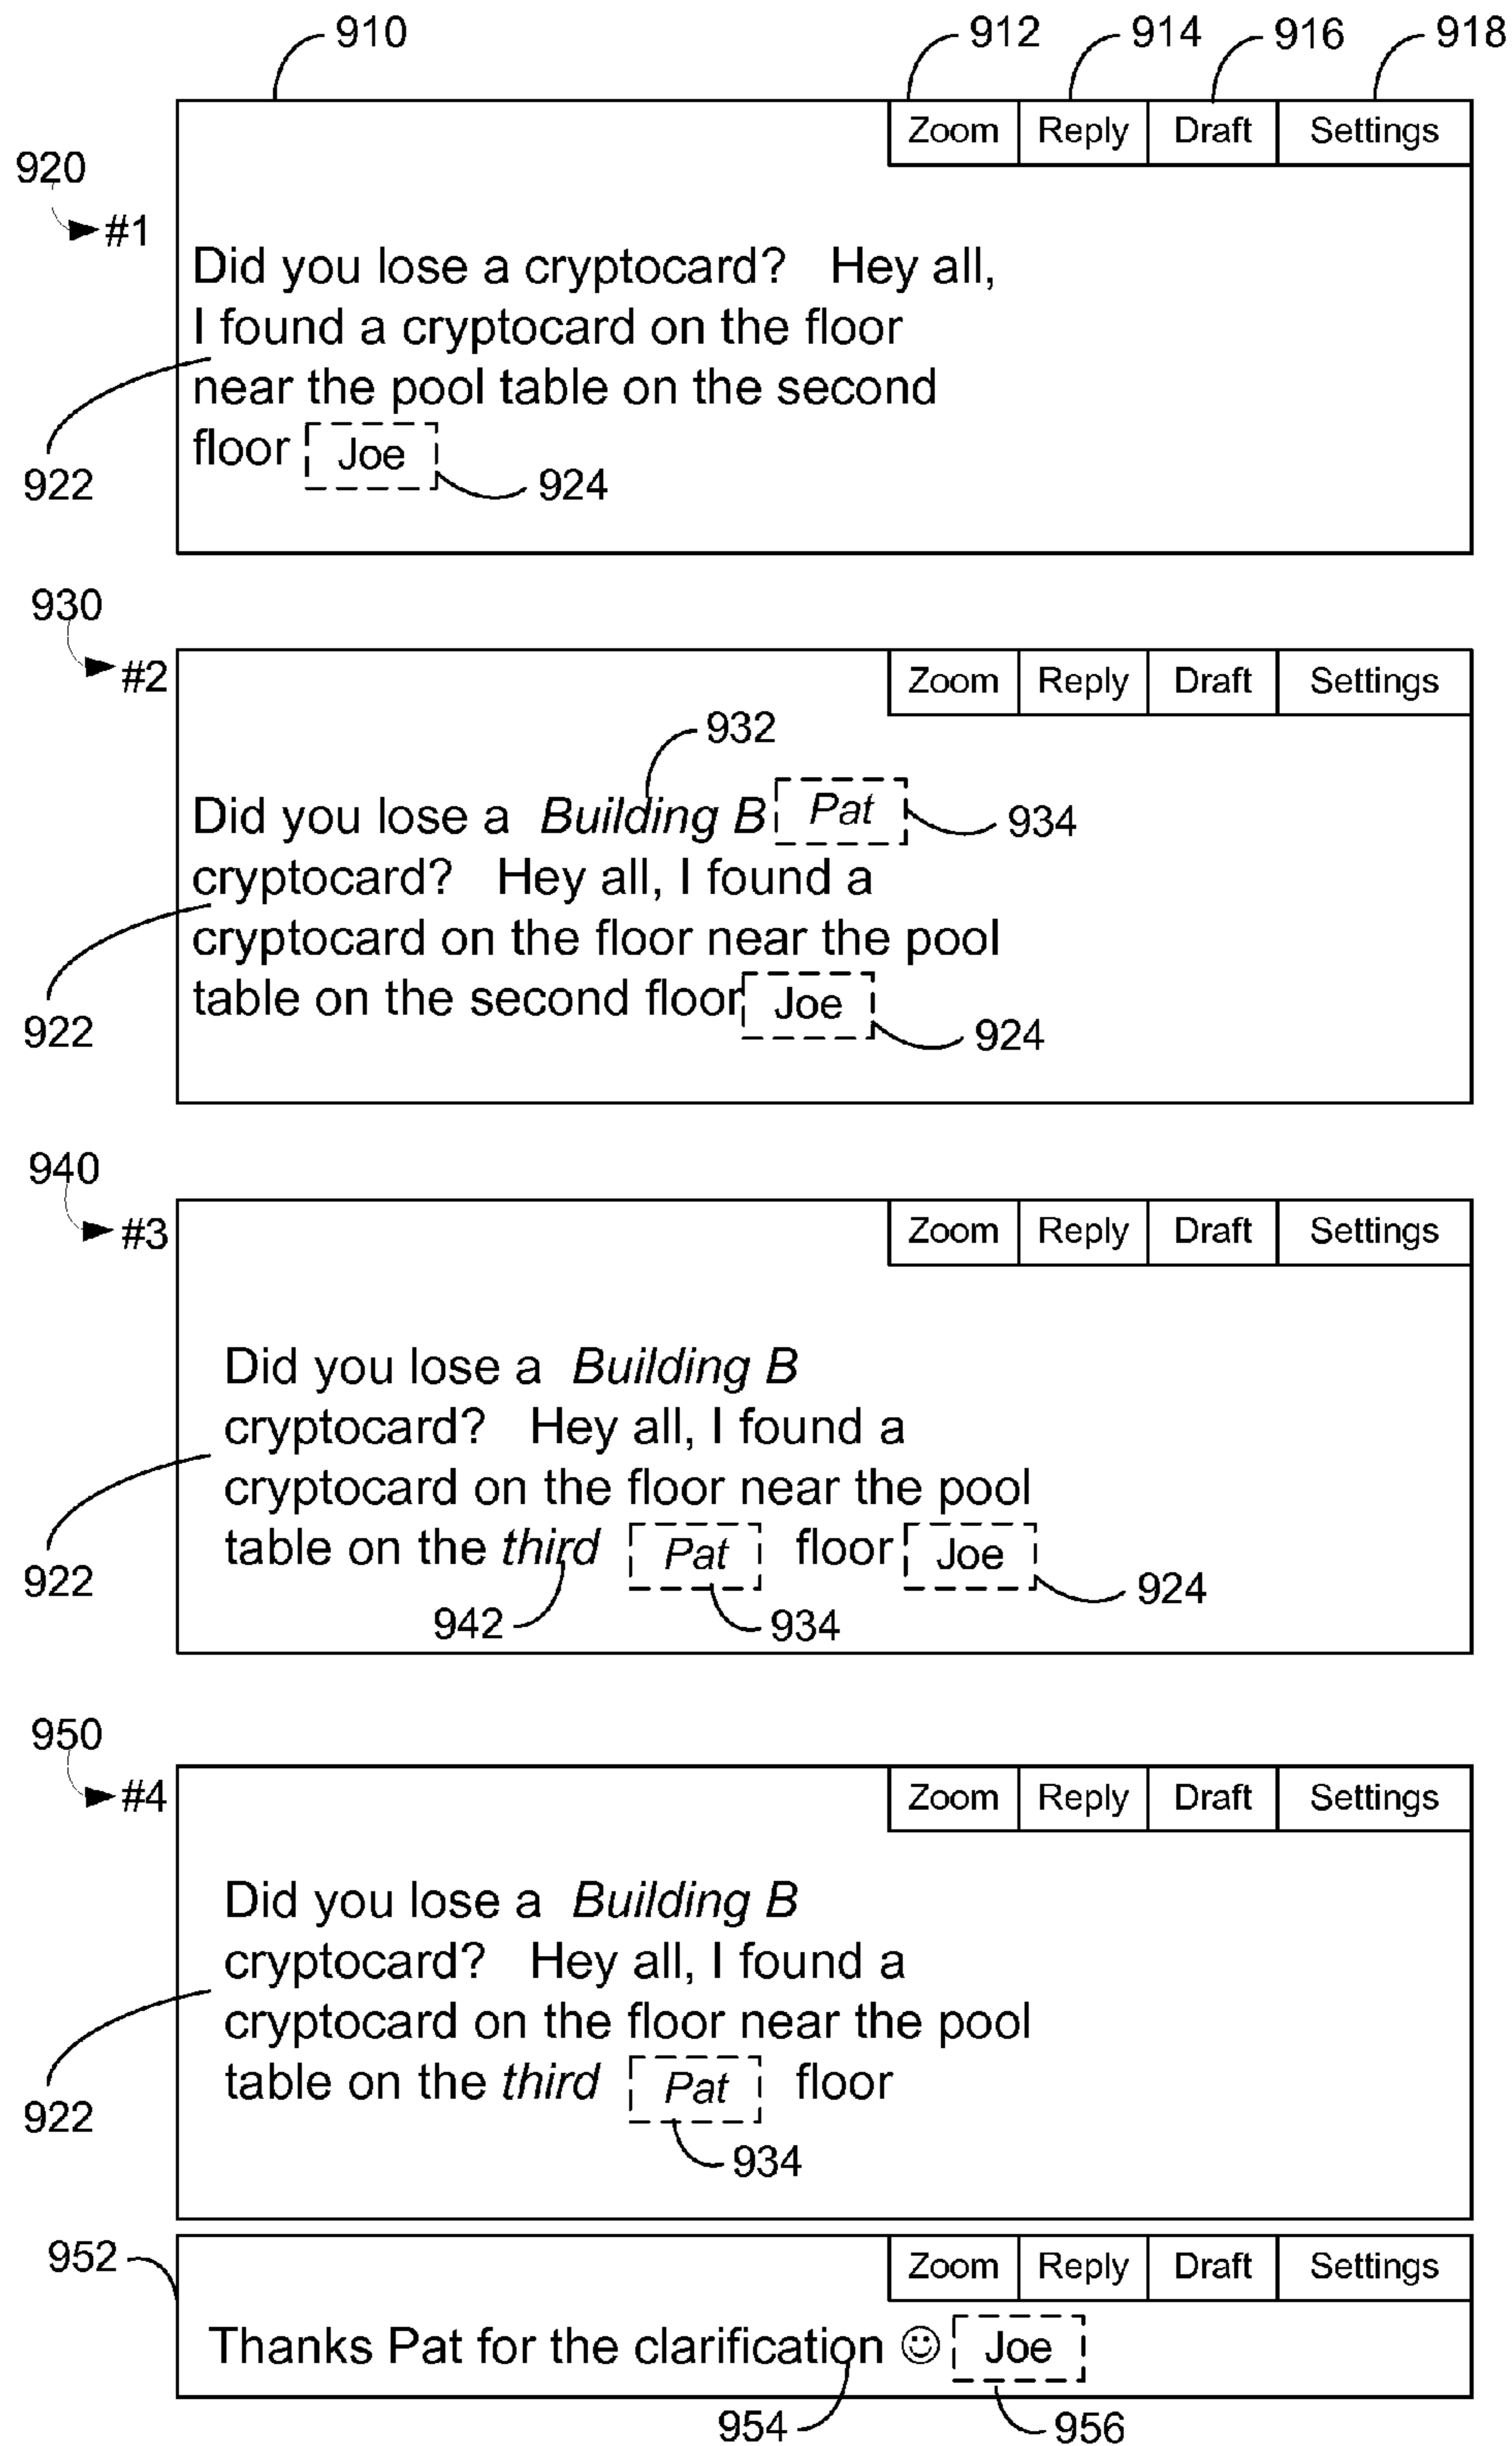 910 912 914 916 918
Zoom Reply Draft Settings
920
#1
Did you lose a cryptocard? Hey all,
I found a cryptocard on the floor
near the pool table on the second
floor Joe
922 924
930
#2
Zoom Reply Draft Settings
932
Did you lose a Building B Pat 934
cryptocard? Hey all, I found a
cryptocard on the floor near the pool
table on the second floor Joe
922 924
940
#3
Zoom Reply Draft Settings
Did you lose a Building B
cryptocard? Hey all, I found a
cryptocard on the floor near the pool
table on the third Pat floor Joe
922 924
942 934
950
#4
Zoom Reply Draft Settings
Did you lose a Building B
cryptocard? Hey all, I found a
cryptocard on the floor near the pool
table on the third Pat floor
922
934
952
Zoom Reply Draft Settings
Thanks Pat for the clarification ☺ Joe
954 956